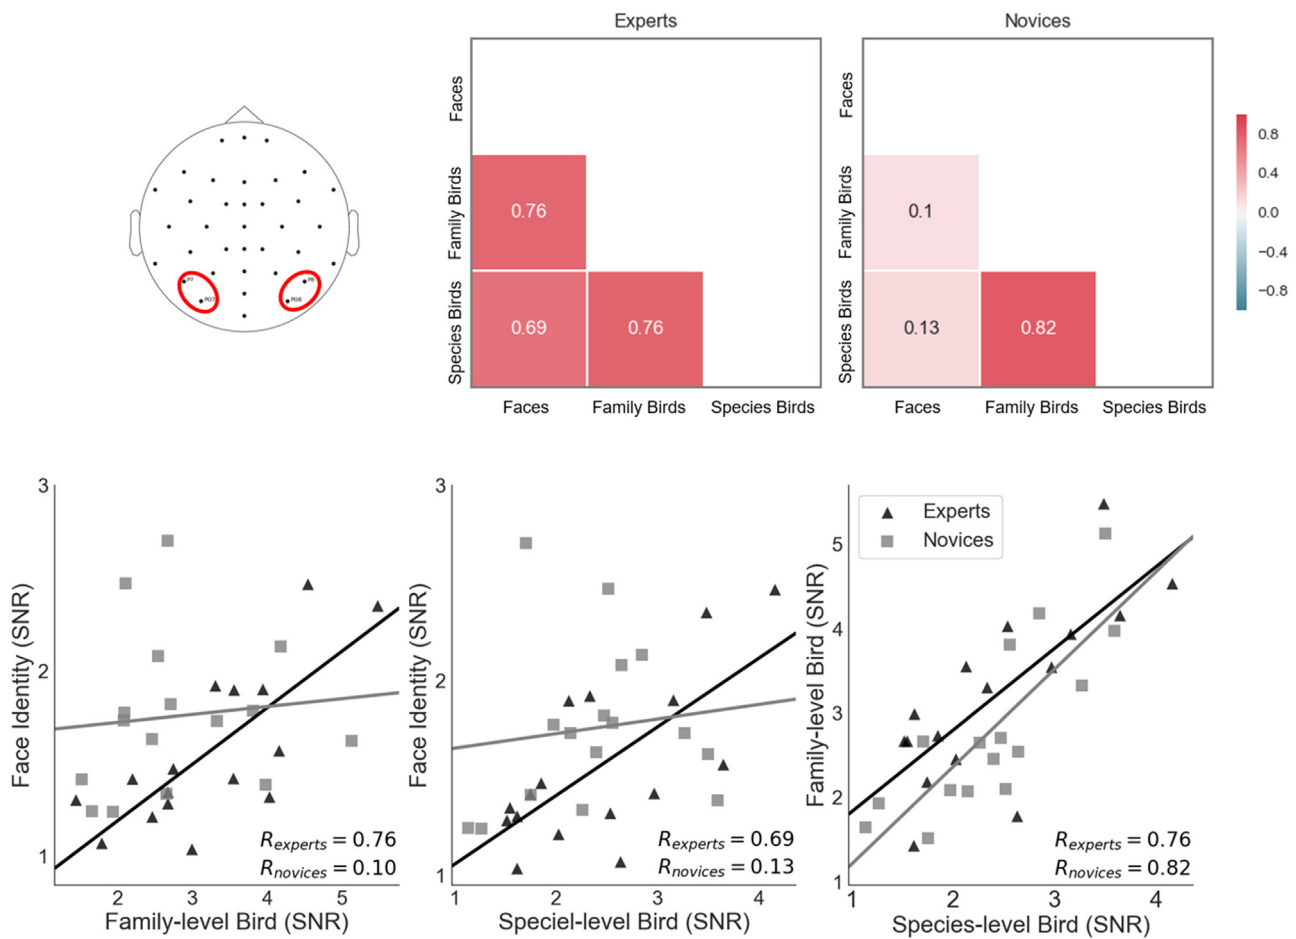 Experts
Novices
P7
PO7
P8
PO8
Faces
Family Birds
Species Birds
0.76
0.69
0.76
Faces
Family Birds
Species Birds
Faces
Family Birds
Species Birds
0.1
0.13
0.82
Faces
Family Birds
Species Birds
0.8
0.4
0.0
−0.4
−0.8
Face Identity (SNR)
3
2
1
R_experts = 0.76
R_novices = 0.10
2 3 4 5
Family-level Bird (SNR)
Face Identity (SNR)
3
2
1
R_experts = 0.69
R_novices = 0.13
1 2 3 4
Speciel-level Bird (SNR)
Family-level Bird (SNR)
5
4
3
2
1
Experts
Novices
R_experts = 0.76
R_novices = 0.82
1 2 3 4
Species-level Bird (SNR)